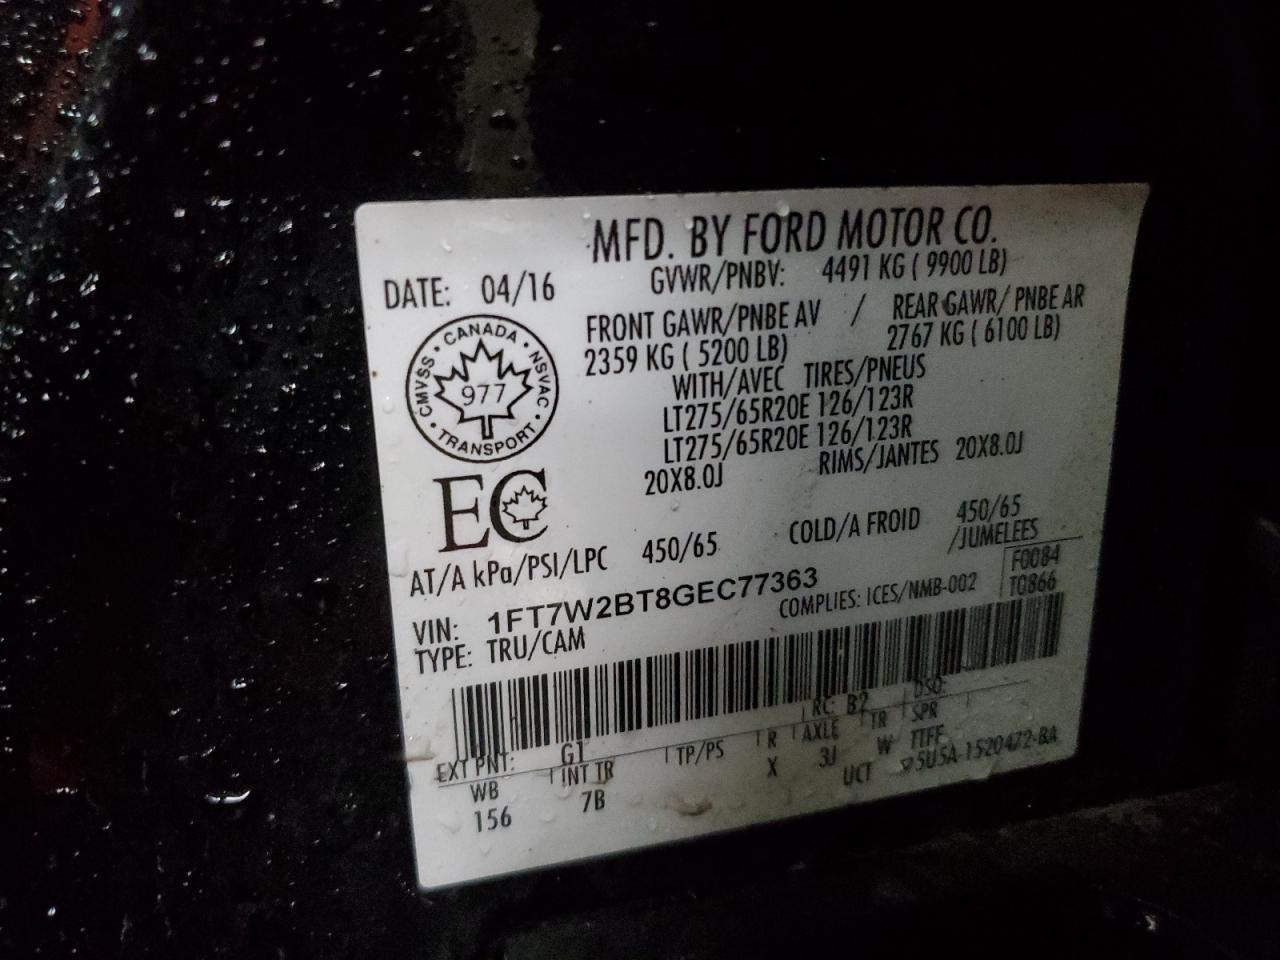 MFD. BY FORD MOTOR CO.
DATE: 04/16
GVWR/PNBV: 4491 KG ( 9900 LB)
FRONT GAWR/PNBE AV / REAR GAWR/ PNBE AR
2359 KG ( 5200 LB) 2767 KG ( 6100 LB)
WITH/AVEC TIRES/PNEUS
LT275/65R20E 126/123R
LT275/65R20E 126/123R
20X8.0J RIMS/JANTES 20X8.0J
CANADA · NSVAC · TRANSPORT · CMVSS ·
977
EC
AT/A kPa/PSI/LPC 450/65 COLD/A FROID 450/65
/JUMELEES
VIN: 1FT7W2BT8GEC77363
COMPLIES: ICES/NMB-002
F0084
T0866
TYPE: TRU/CAM
EXT PNT: G1 RC: B2 DSO:
WB INT TR TP/PS R AXLE TR SPR
156 7B X 3J W TTFF
UCT 5U5A-1520472-BA